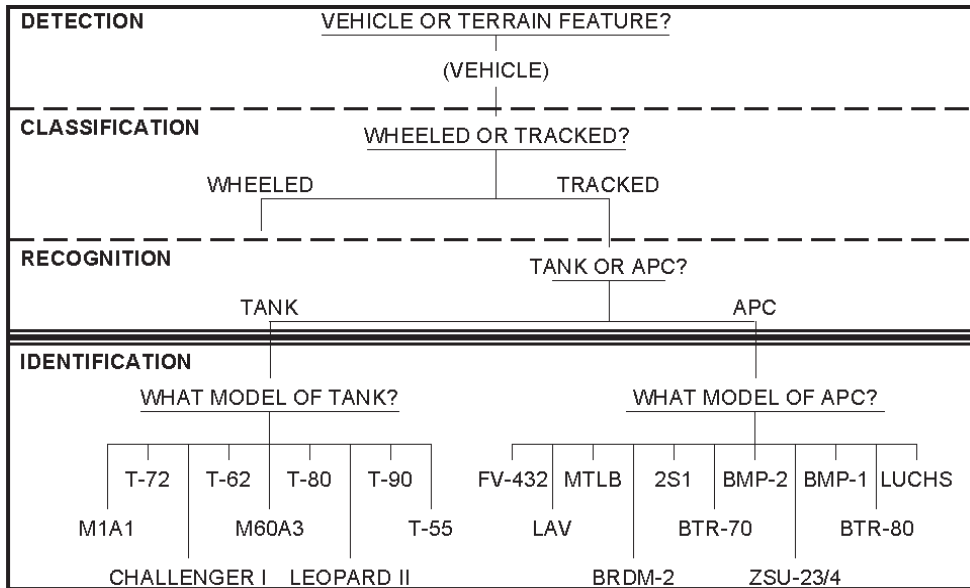 DETECTION
VEHICLE OR TERRAIN FEATURE?
(VEHICLE)
CLASSIFICATION
WHEELED OR TRACKED?
WHEELED TRACKED
RECOGNITION
TANK OR APC?
TANK APC
IDENTIFICATION
WHAT MODEL OF TANK? WHAT MODEL OF APC?
T-72 T-62 T-80 T-90 FV-432 MTLB 2S1 BMP-2 BMP-1 LUCHS
M1A1 M60A3 T-55 LAV BTR-70 BTR-80
CHALLENGER I LEOPARD II BRDM-2 ZSU-23/4